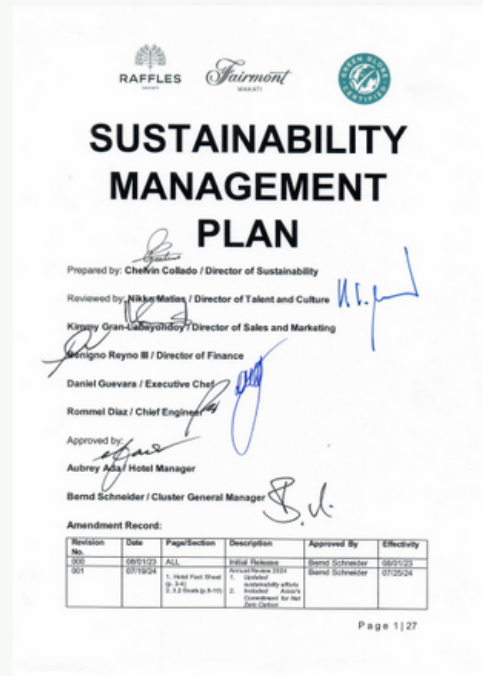 RAFFLES
MAKATI
Fairmont
MAKATI
GREEN GLOBE
CERTIFIED
SUSTAINABILITY
MANAGEMENT
PLAN
Prepared by: Chelvin Collado / Director of Sustainability
Reviewed by: Nikko Matias / Director of Talent and Culture
Kimmy Gran-Labayondoy / Director of Sales and Marketing
Benigno Reyno III / Director of Finance
Daniel Guevara / Executive Chef
Rommel Diaz / Chief Engineer
Approved by:
Aubrey Ada / Hotel Manager
Bernd Schneider / Cluster General Manager
Amendment Record:
Revision No. Date Page/Section Description Approved By Effectivity
000 08/01/23 ALL Initial Release Bernd Schneider 08/01/23
001 07/19/24 1. Hotel Fact Sheet (p. 3-4) 2. 3.2 Goals (p.8-10) Annual Review 2024 1. Updated sustainability efforts 2. Included Accor's Commitment for Net Zero Carbon Bernd Schneider 07/25/24
Page 1|27